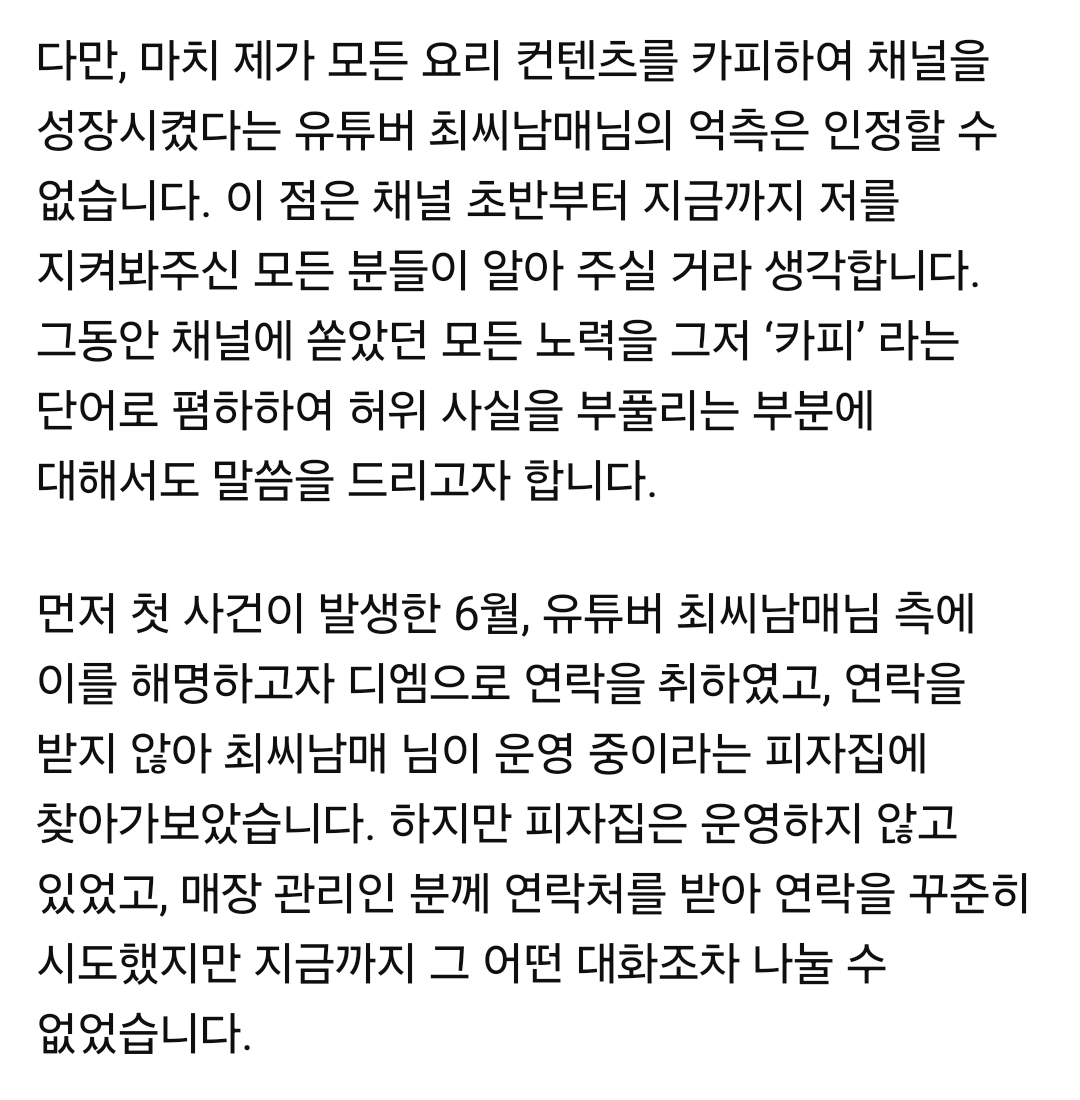 다만, 마치 제가 모든 요리 컨텐츠를 카피하여 채널을
성장시켰다는 유튜버 최씨남매님의 억측은 인정할 수
없습니다. 이 점은 채널 초반부터 지금까지 저를
지켜봐주신 모든 분들이 알아 주실 거라 생각합니다.
그동안 채널에 쏟았던 모든 노력을 그저 ‘카피’ 라는
단어로 폄하하여 허위 사실을 부풀리는 부분에
대해서도 말씀을 드리고자 합니다.
먼저 첫 사건이 발생한 6월, 유튜버 최씨남매님 측에
이를 해명하고자 디엠으로 연락을 취하였고, 연락을
받지 않아 최씨남매 님이 운영 중이라는 피자집에
찾아가보았습니다. 하지만 피자집은 운영하지 않고
있었고, 매장 관리인 분께 연락처를 받아 연락을 꾸준히
시도했지만 지금까지 그 어떤 대화조차 나눌 수
없었습니다.